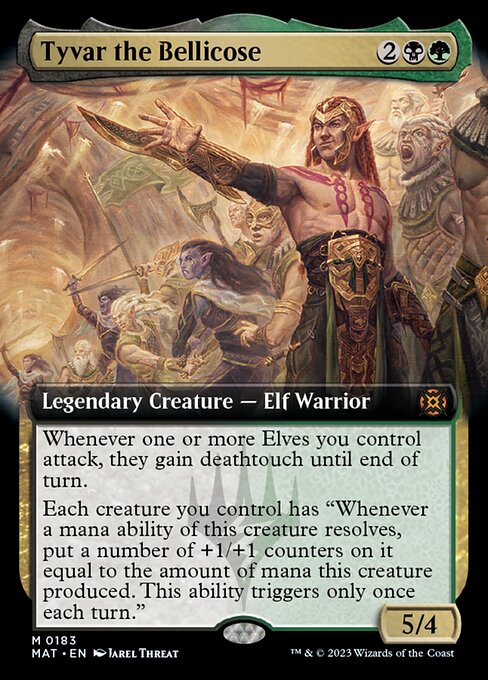 Tyvar the Bellicose 2
Legendary Creature — Elf Warrior
Whenever one or more Elves you control
attack, they gain deathtouch until end of
turn.
Each creature you control has “Whenever
a mana ability of this creature resolves,
put a number of +1/+1 counters on it
equal to the amount of mana this creature
produced. This ability triggers only once
each turn.”
5/4
M 0183
MAT • EN JAREL THREAT
™ & © 2023 Wizards of the Coast